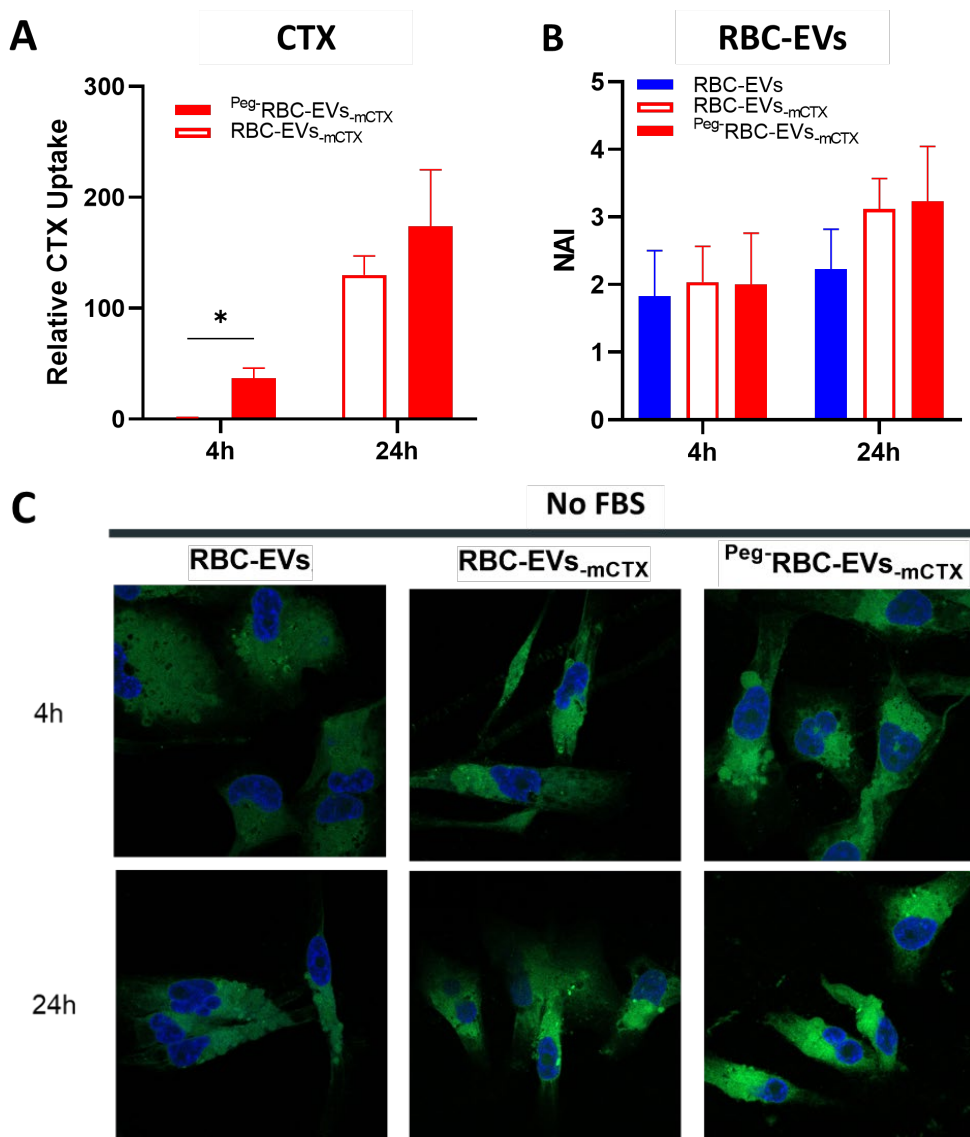 A
CTX
300
200
100
0
Relative CTX Uptake
Peg-RBC-EVs-mCTX
RBC-EVs-mCTX
*
4h
24h
B
RBC-EVs
5
4
3
2
1
0
NAI
RBC-EVs
RBC-EVs-mCTX
Peg-RBC-EVs-mCTX
4h
24h
C
No FBS
RBC-EVs
RBC-EVs-mCTX
Peg-RBC-EVs-mCTX
4h
24h